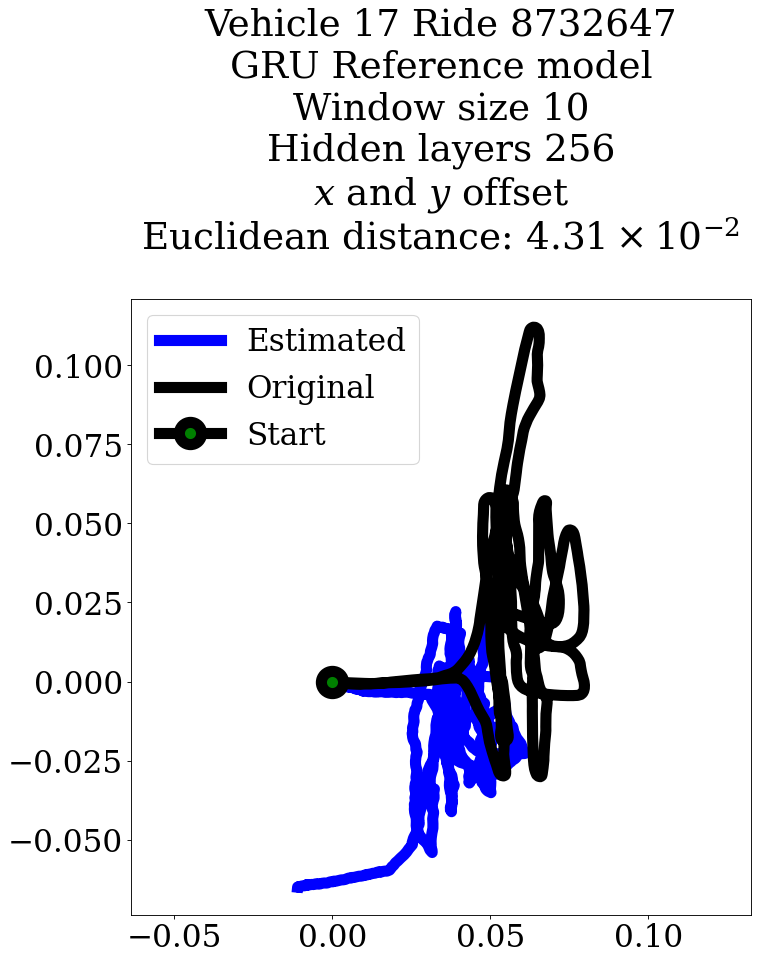 Vehicle 17 Ride 8732647
GRU Reference model
Window size 10
Hidden layers 256
x and y offset
Euclidean distance: 4.31 × 10⁻²
Estimated
Original
Start
0.100
0.075
0.050
0.025
0.000
−0.025
−0.050
−0.05 0.00 0.05 0.10